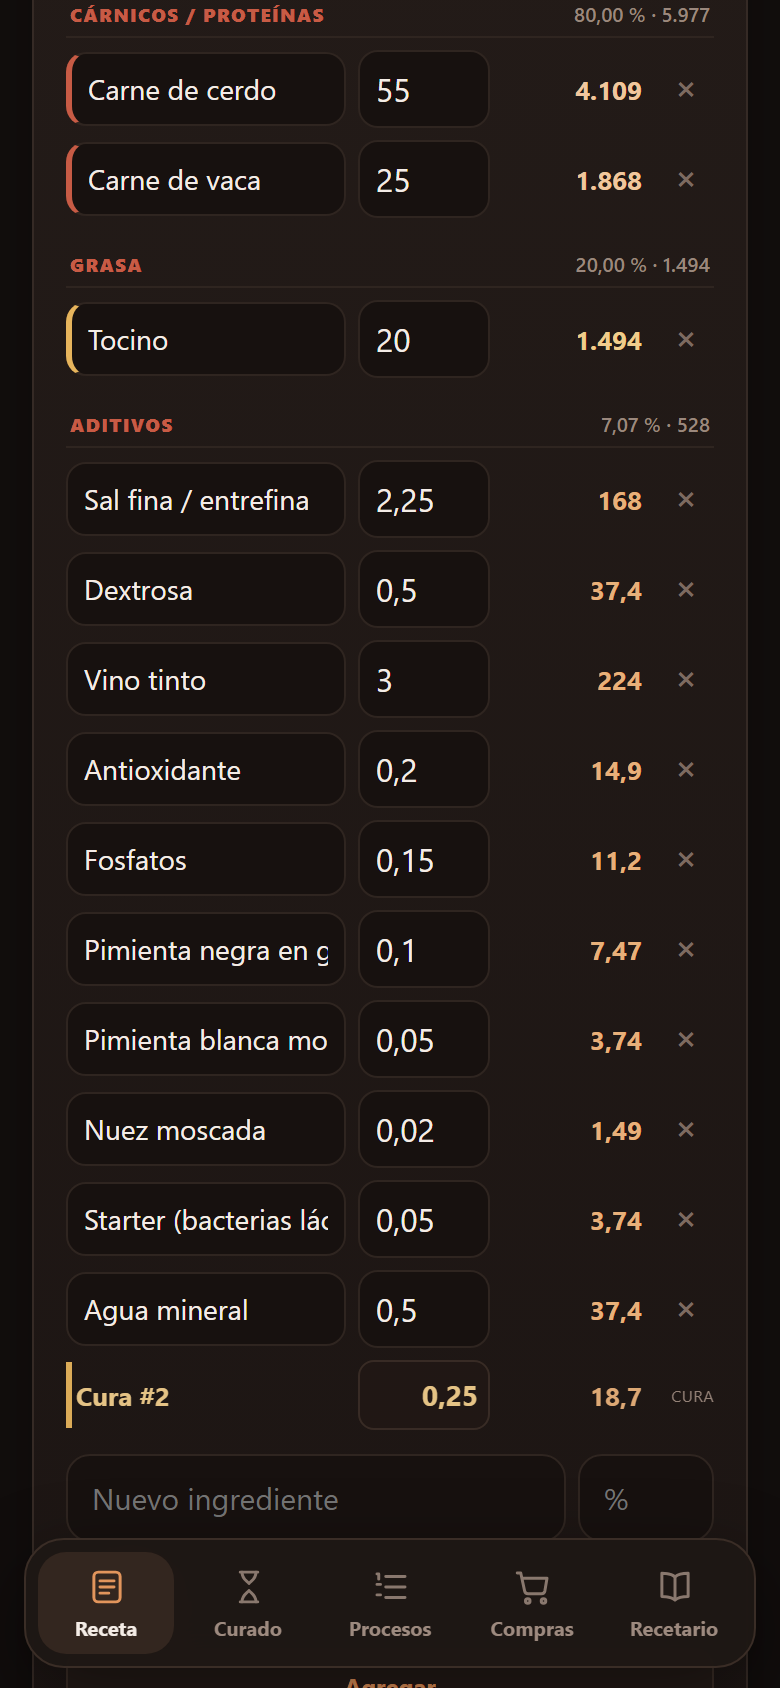 CÁRNICOS / PROTEÍNAS 80,00 % · 5.977
Carne de cerdo 55 4.109 ×
Carne de vaca 25 1.868 ×
GRASA 20,00 % · 1.494
Tocino 20 1.494 ×
ADITIVOS 7,07 % · 528
Sal fina / entrefina 2,25 168 ×
Dextrosa 0,5 37,4 ×
Vino tinto 3 224 ×
Antioxidante 0,2 14,9 ×
Fosfatos 0,15 11,2 ×
Pimienta negra en g 0,1 7,47 ×
Pimienta blanca mo 0,05 3,74 ×
Nuez moscada 0,02 1,49 ×
Starter (bacterias lác 0,05 3,74 ×
Agua mineral 0,5 37,4 ×
Cura #2 0,25 18,7 CURA
Nuevo ingrediente %
Receta Curado Procesos Compras Recetario
Agregar